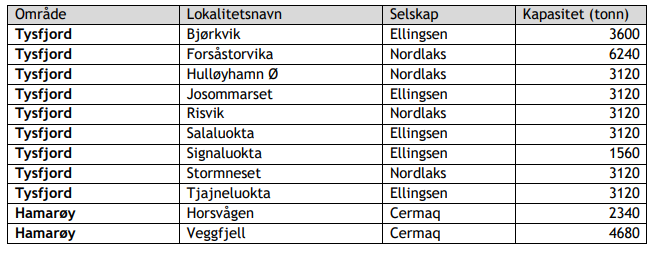 Område Lokalitetsnavn Selskap Kapasitet (tonn)
Tysfjord Bjørkvik Ellingsen 3600
Tysfjord Forsåstorvika Nordlaks 6240
Tysfjord Hulløyhamn Ø Nordlaks 3120
Tysfjord Josommarset Ellingsen 3120
Tysfjord Risvik Nordlaks 3120
Tysfjord Salaluokta Ellingsen 3120
Tysfjord Signaluokta Ellingsen 1560
Tysfjord Stormneset Nordlaks 3120
Tysfjord Tjajneluokta Ellingsen 3120
Hamarøy Horsvågen Cermaq 2340
Hamarøy Veggfjell Cermaq 4680